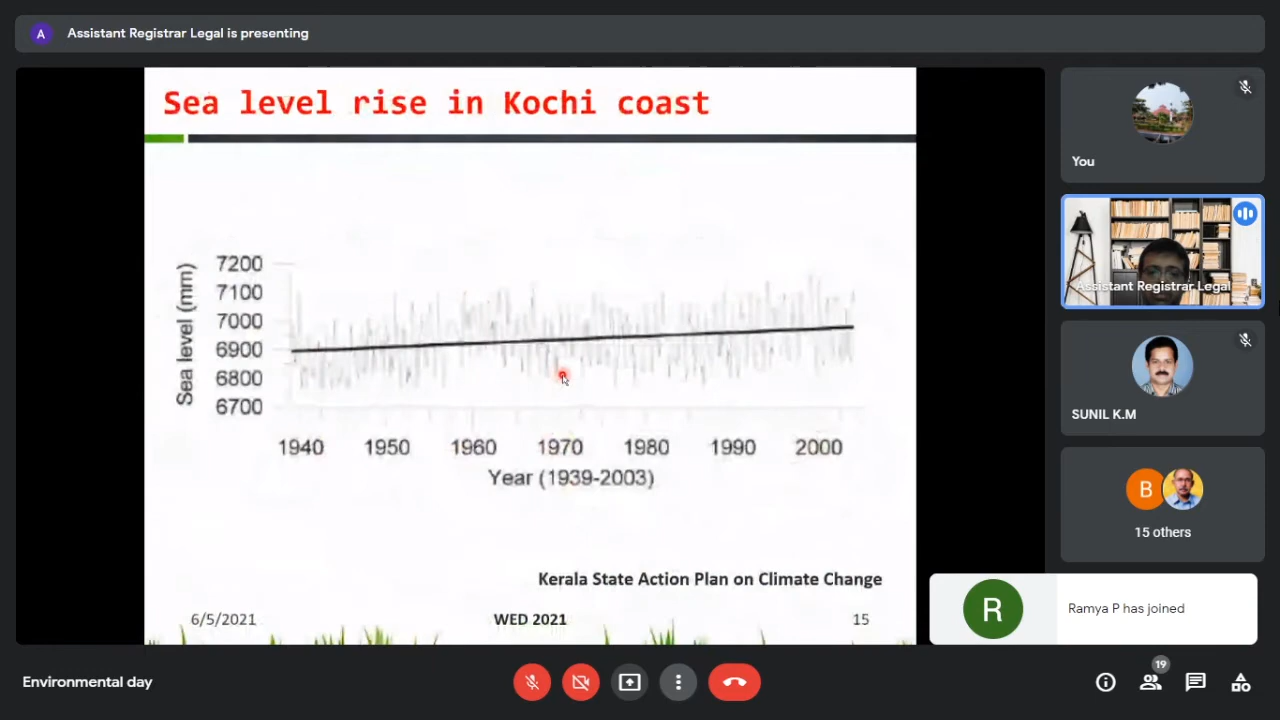 A
Assistant Registrar Legal is presenting
Sea level rise in Kochi coast
Sea level (mm)
7200
7100
7000
6900
6800
6700
1940 1950 1960 1970 1980 1990 2000
Year (1939-2003)
Kerala State Action Plan on Climate Change
6/5/2021 WED 2021 15
You
Assistant Registrar Legal
SUNIL K.M
B
15 others
R
Ramya P has joined
Environmental day
19